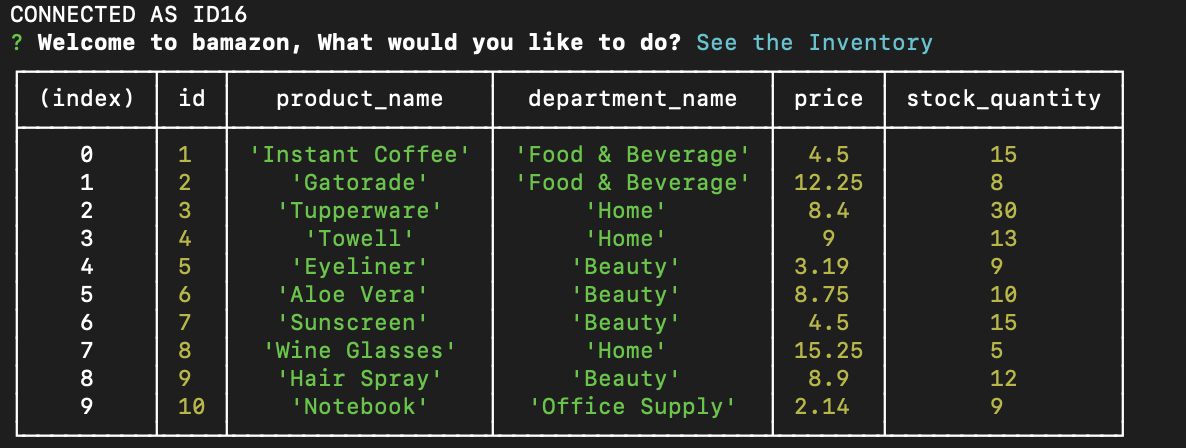 CONNECTED AS ID16
? Welcome to bamazon, What would you like to do? See the Inventory
(index) id product_name department_name price stock_quantity
0 1 'Instant Coffee' 'Food & Beverage' 4.5 15
1 2 'Gatorade' 'Food & Beverage' 12.25 8
2 3 'Tupperware' 'Home' 8.4 30
3 4 'Towell' 'Home' 9 13
4 5 'Eyeliner' 'Beauty' 3.19 9
5 6 'Aloe Vera' 'Beauty' 8.75 10
6 7 'Sunscreen' 'Beauty' 4.5 15
7 8 'Wine Glasses' 'Home' 15.25 5
8 9 'Hair Spray' 'Beauty' 8.9 12
9 10 'Notebook' 'Office Supply' 2.14 9